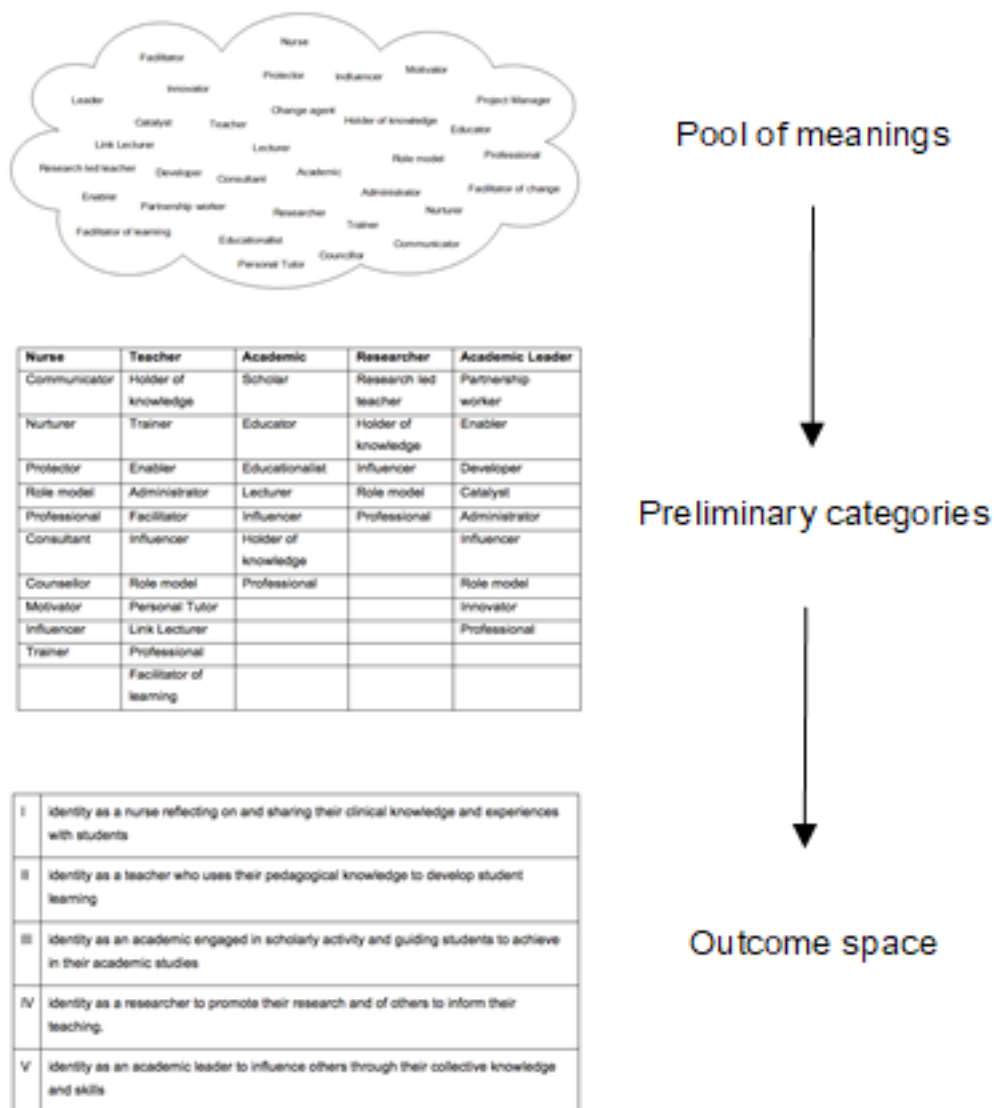 Nurse
Facilitator
Protector
Influencer
Motivator
Innovator
Leader
Project Manager
Change agent
Catalyst
Teacher
Holder of knowledge
Educator
Link Lecturer
Lecturer
Role model
Professional
Research led teacher
Developer
Consultant
Academic
Administrator
Facilitator of change
Enabler
Partnership worker
Researcher
Nurturer
Trainer
Facilitator of learning
Educationalist
Communicator
Councillor
Personal Tutor
Pool of meanings
Nurse Teacher Academic Researcher Academic Leader
Communicator Holder of knowledge Scholar Research led teacher Partnership worker
Nurturer Trainer Educator Holder of knowledge Enabler
Protector Enabler Educationalist Influencer Developer
Role model Administrator Lecturer Role model Catalyst
Professional Facilitator Influencer Professional Administrator
Consultant Influencer Holder of knowledge Influencer
Counsellor Role model Professional Role model
Motivator Personal Tutor Innovator
Influencer Link Lecturer Professional
Trainer Professional
Facilitator of learning
Preliminary categories
I identity as a nurse reflecting on and sharing their clinical knowledge and experiences
with students
II identity as a teacher who uses their pedagogical knowledge to develop student
learning
III identity as an academic engaged in scholarly activity and guiding students to achieve
in their academic studies
IV identity as a researcher to promote their research and of others to inform their
teaching.
V identity as an academic leader to influence others through their collective knowledge
and skills
Outcome space